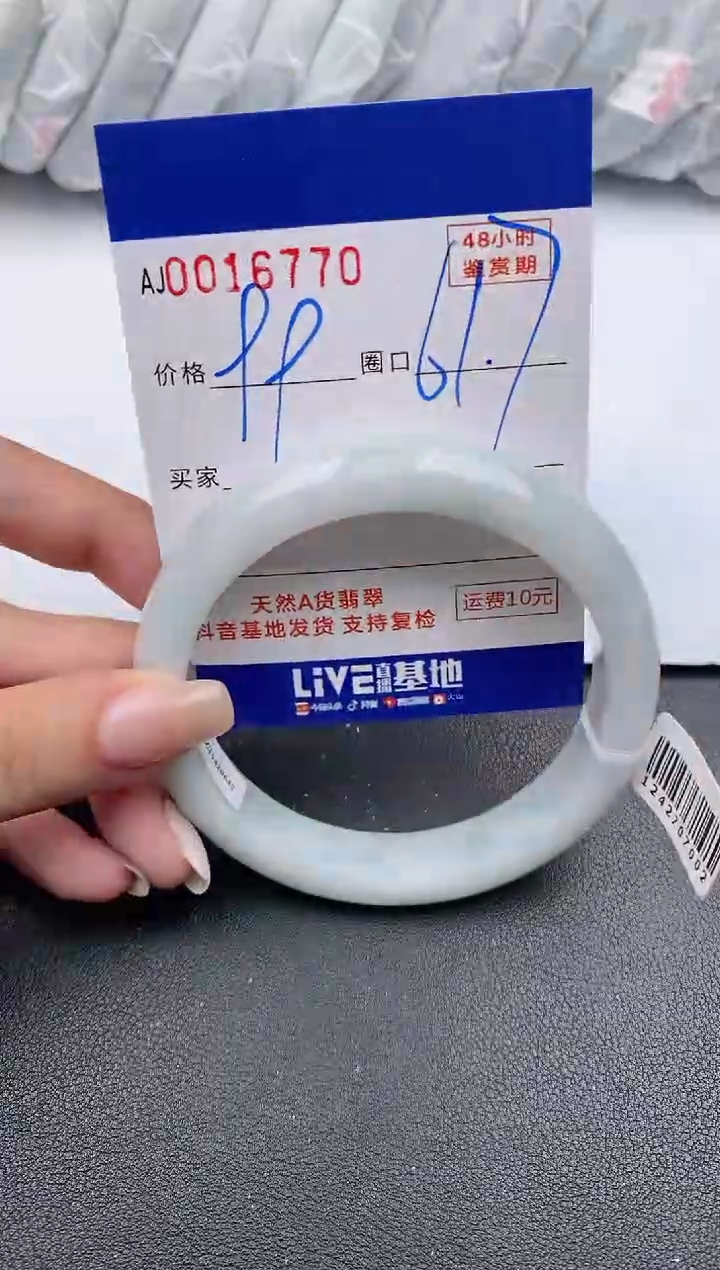 AJ0016770
48小时
鉴赏期
价格 99 圈口 61.7
买家
天然A货翡翠
抖音基地发货 支持复检
运费10元
LiVE直播基地
1242707002